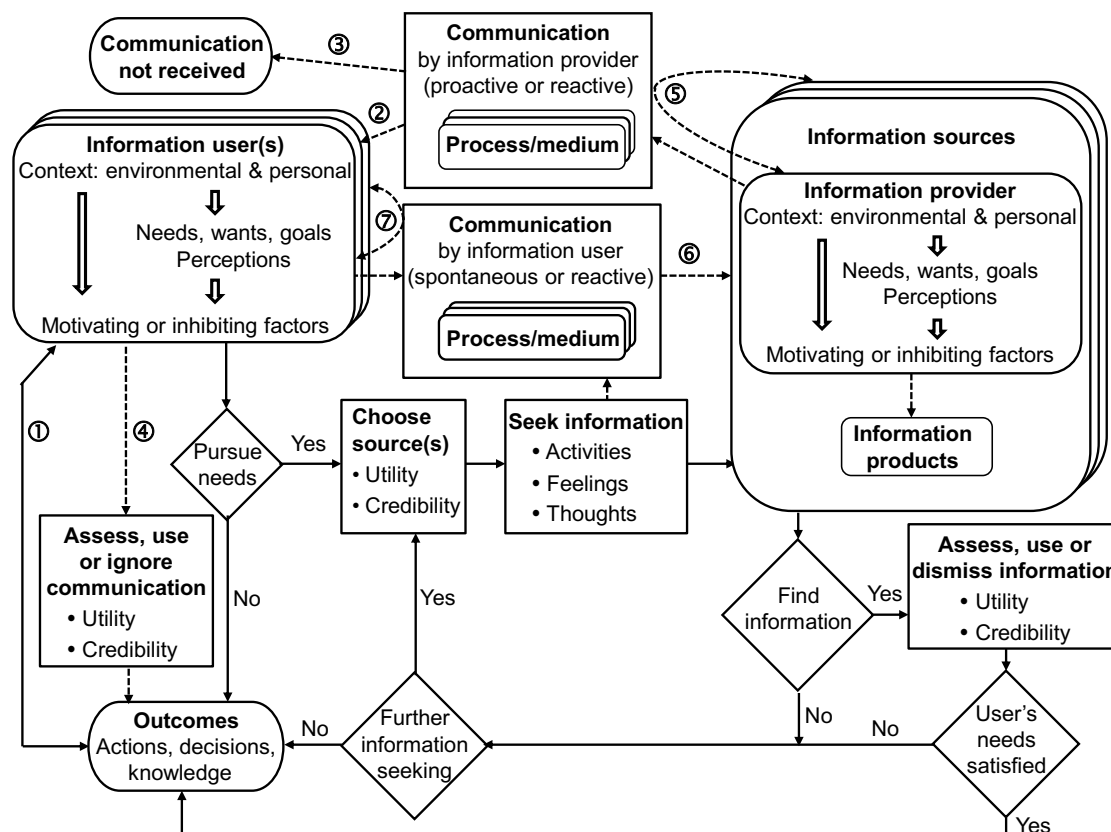 Communication
not received
③
Communication
by information provider
(proactive or reactive)
Process/medium
⑤
②
Information user(s)
Context: environmental & personal
Needs, wants, goals
Perceptions
Motivating or inhibiting factors
⑦
Communication
by information user
(spontaneous or reactive)
Process/medium
⑥
Information sources
Information provider
Context: environmental & personal
Needs, wants, goals
Perceptions
Motivating or inhibiting factors
Information
products
①
④
Pursue
needs
Yes
No
Choose
source(s)
• Utility
• Credibility
Seek information
• Activities
• Feelings
• Thoughts
Assess, use
or ignore
communication
• Utility
• Credibility
Find
information
Yes
No
Assess, use or
dismiss information
• Utility
• Credibility
User's
needs
satisfied
No
Yes
Further
information
seeking
Yes
No
Outcomes
Actions, decisions,
knowledge